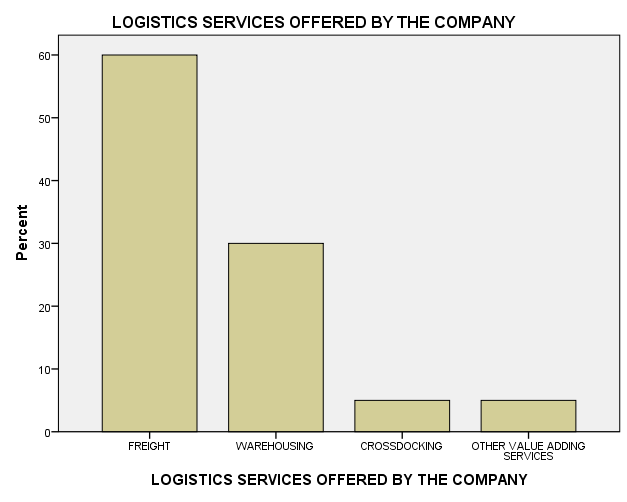 LOGISTICS SERVICES OFFERED BY THE COMPANY
Percent
60
50
40
30
20
10
0
FREIGHT
WAREHOUSING
CROSSDOCKING
OTHER VALUE ADDING
SERVICES
LOGISTICS SERVICES OFFERED BY THE COMPANY